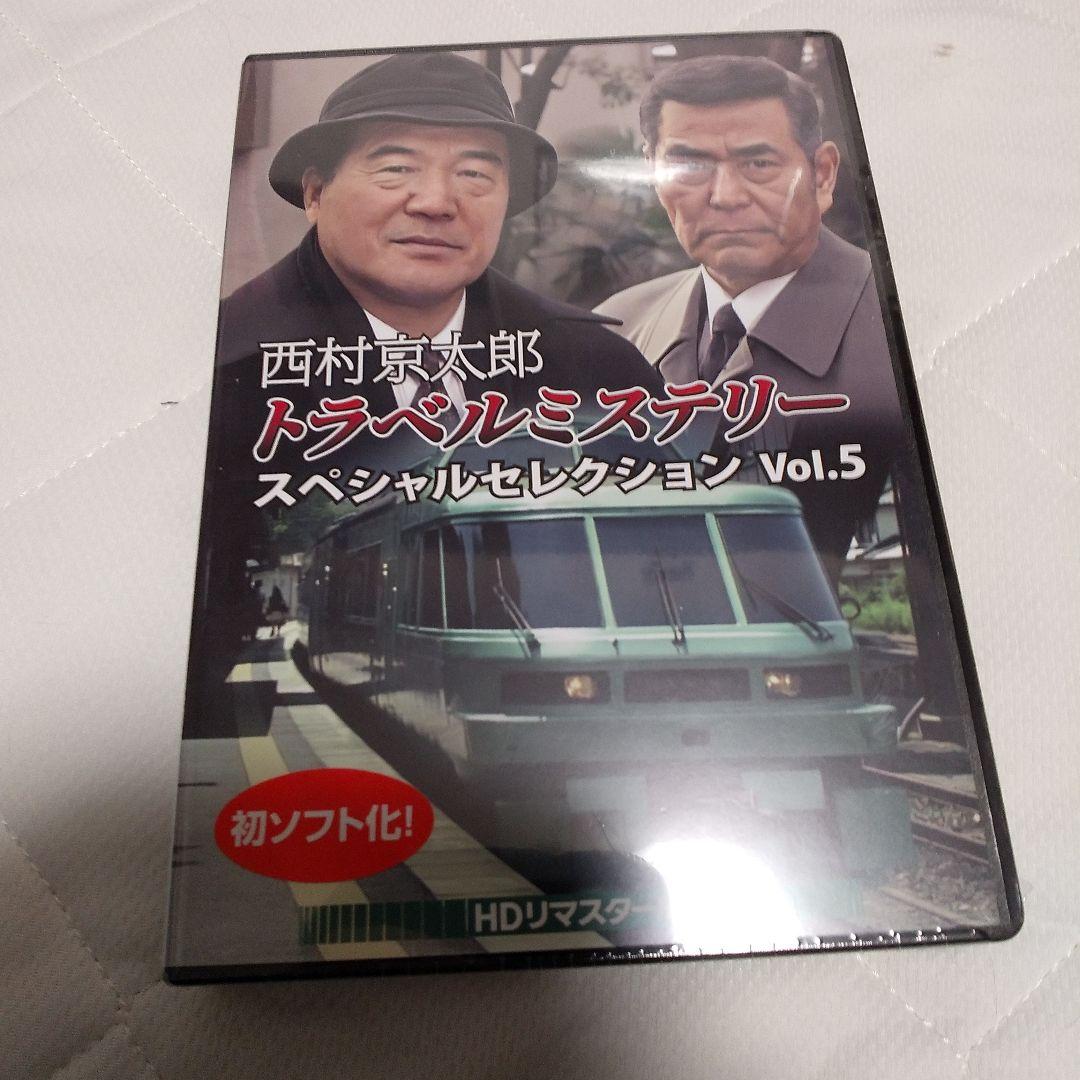 西村京太郎
トラベルミステリー
スペシャルセレクション Vol.5
初ソフト化!
HDリマスター